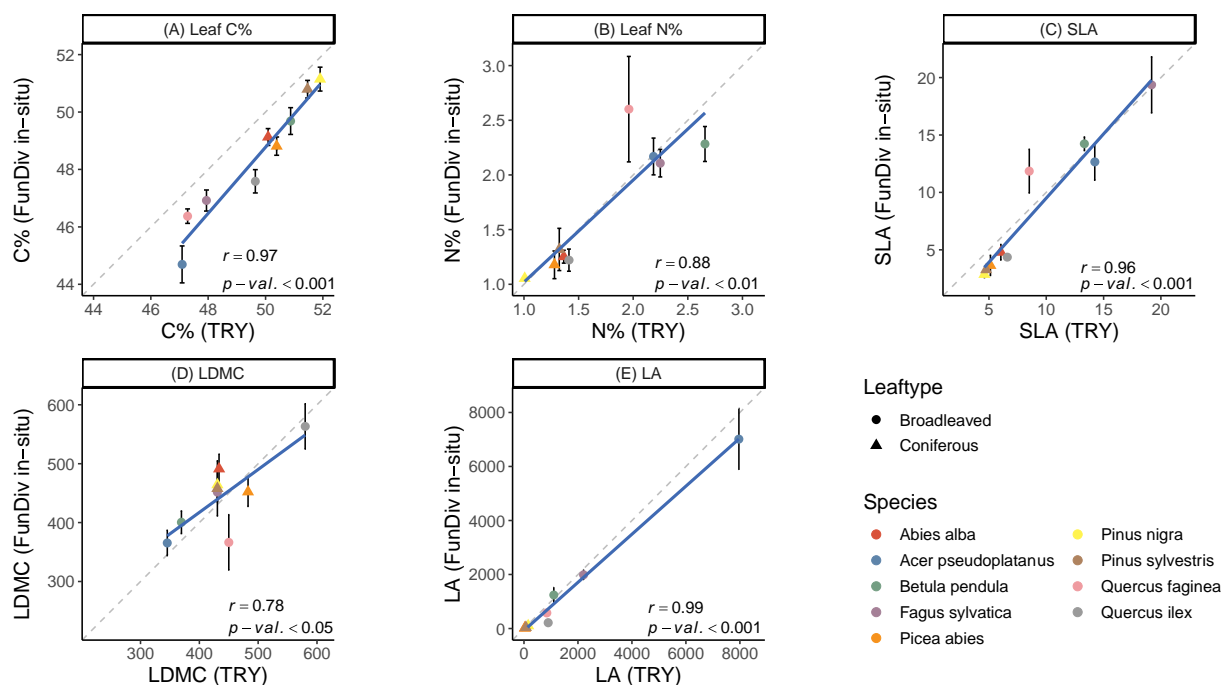 (A) Leaf C%
C% (FunDiv in−situ)
52
50
48
46
44
r = 0.97
p − val. < 0.001
44 46 48 50 52
C% (TRY)
(B) Leaf N%
N% (FunDiv in−situ)
3.0
2.5
2.0
1.5
1.0
r = 0.88
p − val. < 0.01
1.0 1.5 2.0 2.5 3.0
N% (TRY)
(C) SLA
SLA (FunDiv in−situ)
20
15
10
5
r = 0.96
p − val. < 0.001
5 10 15 20
SLA (TRY)
(D) LDMC
LDMC (FunDiv in−situ)
600
500
400
300
r = 0.78
p − val. < 0.05
300 400 500 600
LDMC (TRY)
(E) LA
LA (FunDiv in−situ)
8000
6000
4000
2000
0
r = 0.99
p − val. < 0.001
0 2000 4000 6000 8000
LA (TRY)
Leaftype
Broadleaved
Coniferous
Species
Abies alba
Acer pseudoplatanus
Betula pendula
Fagus sylvatica
Picea abies
Pinus nigra
Pinus sylvestris
Quercus faginea
Quercus ilex